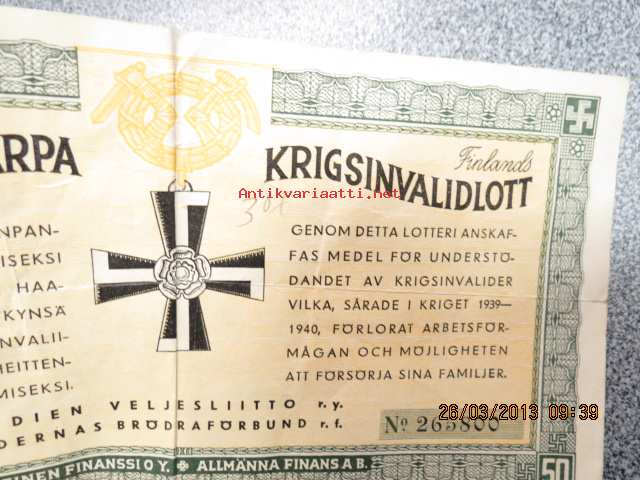 ARPA
Finlands
KRIGSINVALIDLOTT
Antikvariaatti.net
NPAN-
ISEKSI
HAA-
KYNSÄ
NVALII-
HEITTEN-
MISEKSI.
GENOM DETTA LOTTERI ANSKAF-
FAS MEDEL FÖR UNDERSTÖ-
DANDET AV KRIGSINVALIDER
VILKA, SÅRADE I KRIGET 1939—
1940, FÖRLORAT ARBETSFÖR-
MÅGAN OCH MÖJLIGHETEN
ATT FÖRSÖRJA SINA FAMILJER.
DIEN VELJESLIITTO r.y.
DERNAS BRÖDRAFÖRBUND r.f.
No 265800
26/03/2013 09:39
INEN FINANSSI O Y. ALLMÄNNA FINANS A B.
50